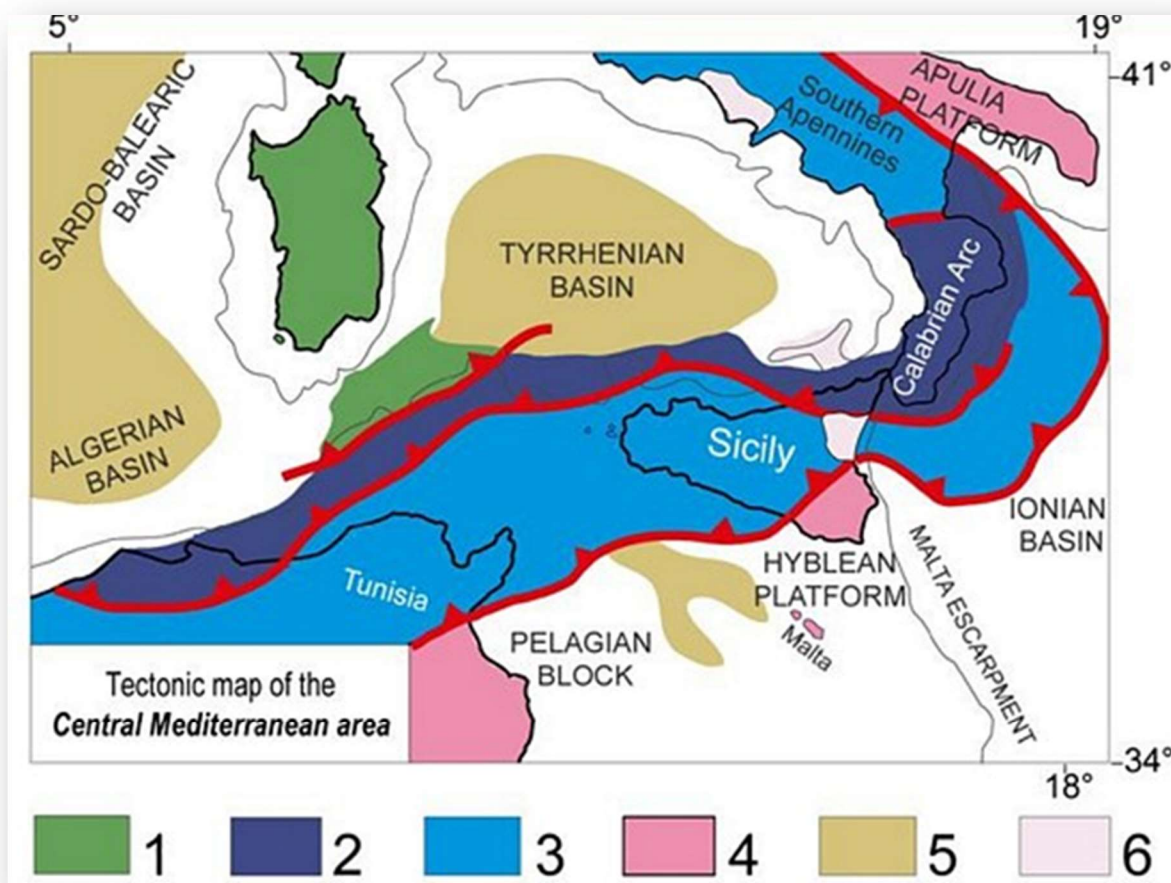 5°
19°
41°
SARDO-BALEARIC
BASIN
APULIA
PLATFORM
Southern
Apennines
TYRRHENIAN
BASIN
Calabrian Arc
ALGERIAN
BASIN
Sicily
IONIAN
BASIN
Tunisia
HYBLEAN
PLATFORM
Malta
MALTA ESCARPMENT
PELAGIAN
BLOCK
Tectonic map of the
Central Mediterranean area
34°
18°
1 2 3 4 5 6